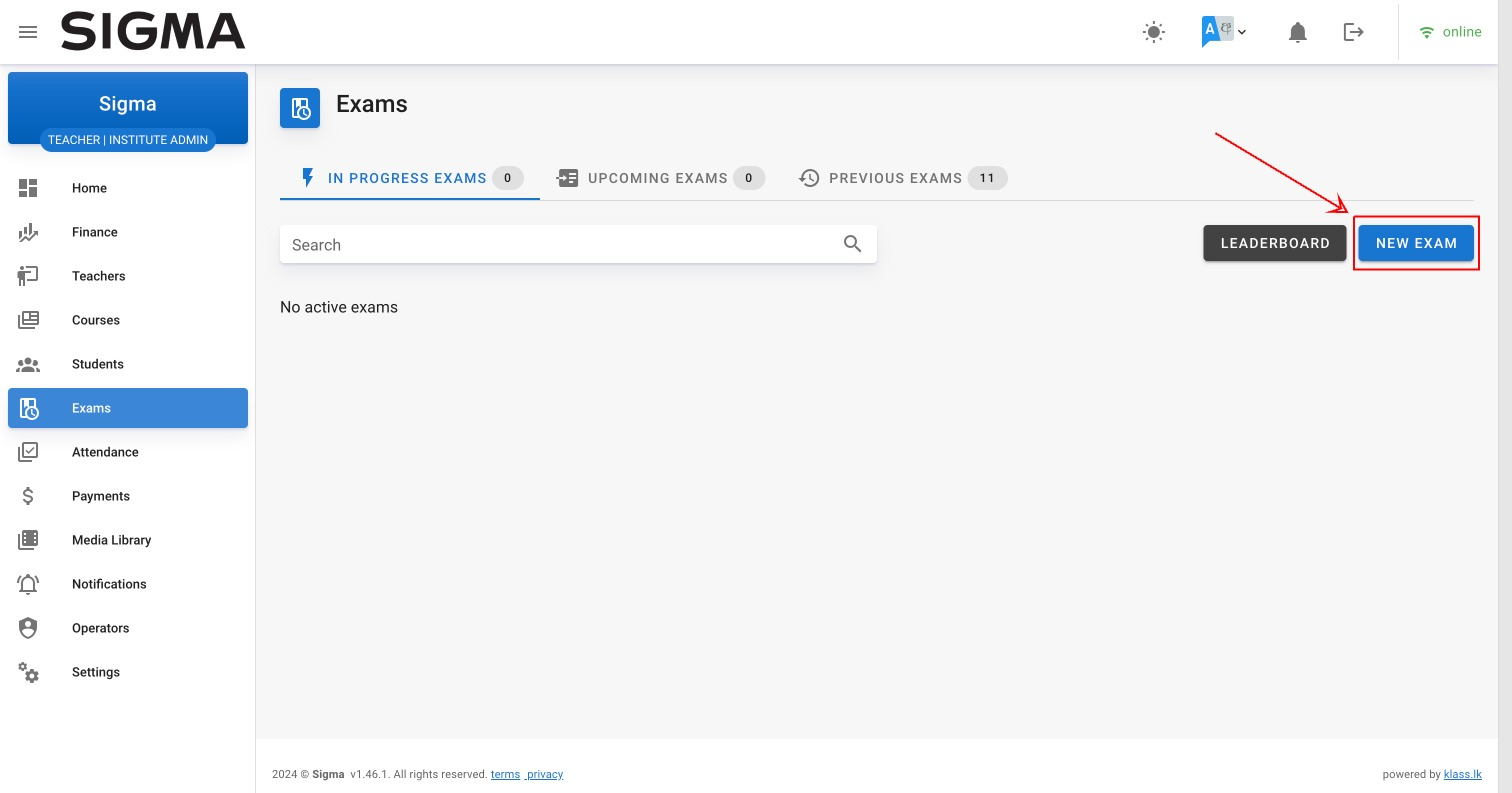 SIGMA
online
Sigma
TEACHER | INSTITUTE ADMIN
Home
Finance
Teachers
Courses
Students
Exams
Attendance
Payments
Media Library
Notifications
Operators
Settings
Exams
IN PROGRESS EXAMS 0
UPCOMING EXAMS 0
PREVIOUS EXAMS 11
Search
LEADERBOARD
NEW EXAM
No active exams
2024 © Sigma v1.46.1. All rights reserved. terms privacy
powered by klass.lk